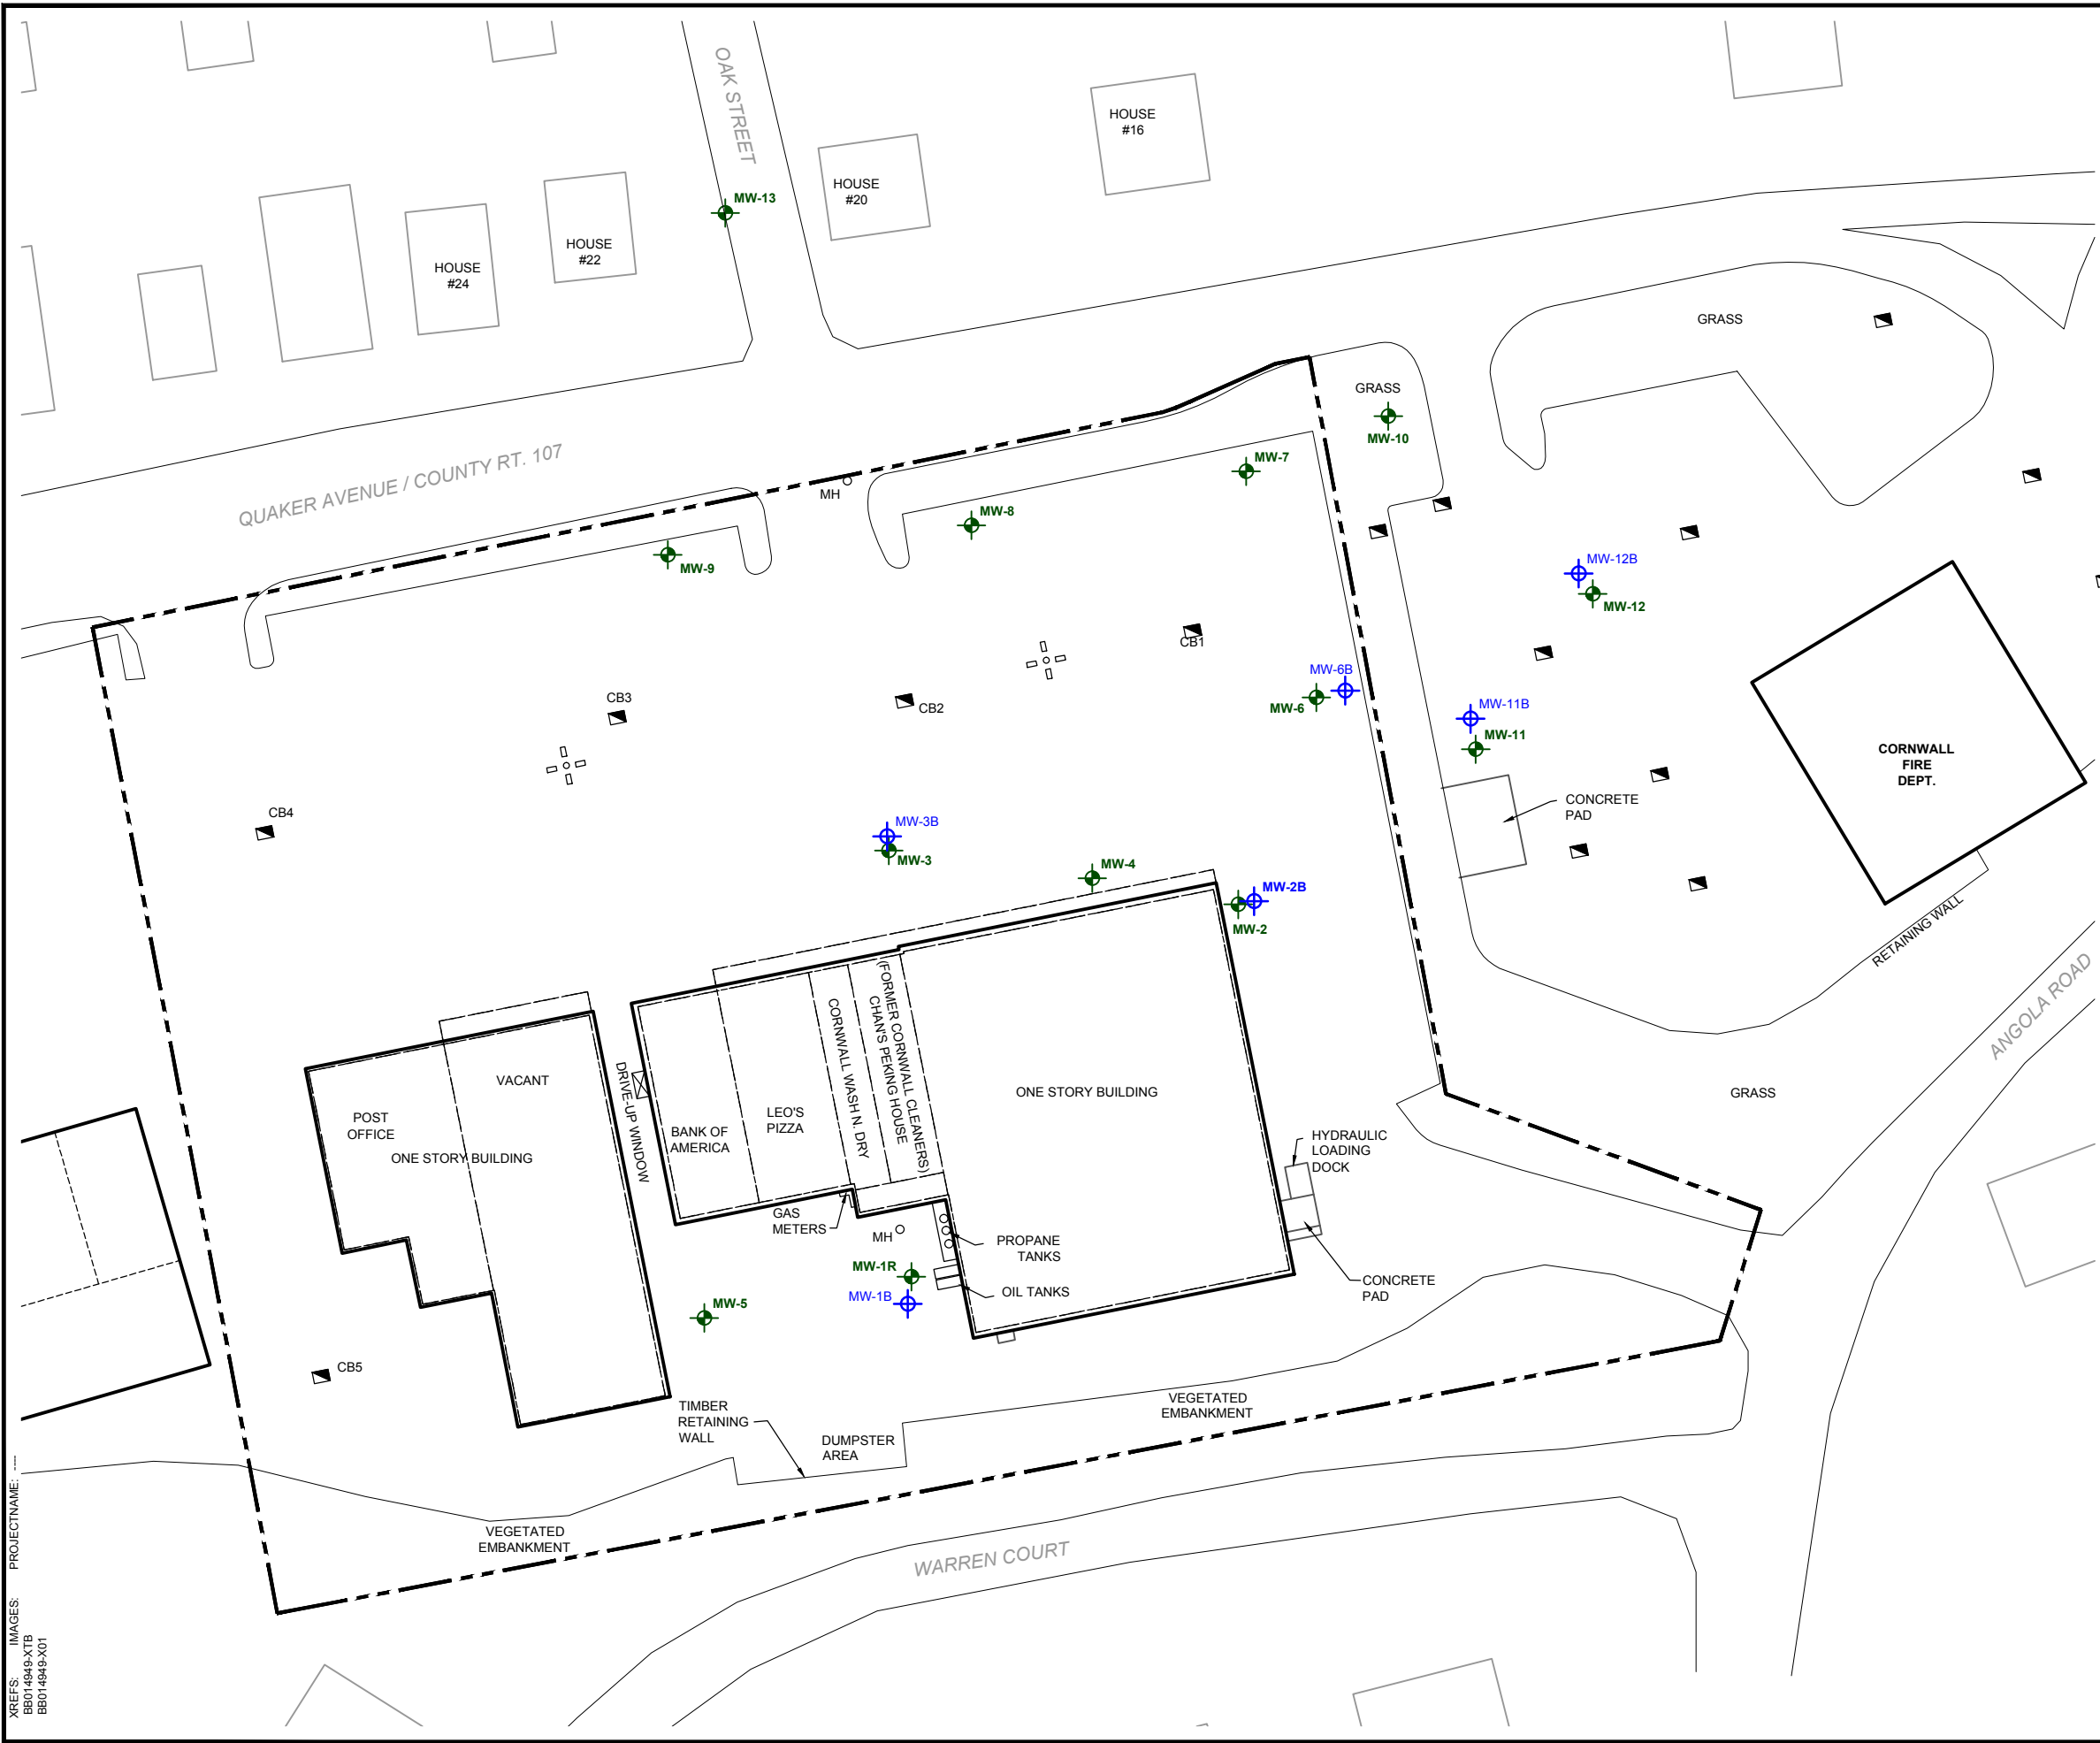 OAK STREET
HOUSE
#16
HOUSE
#20
MW-13
HOUSE
#22
HOUSE
#24
GRASS
GRASS
MW-10
QUAKER AVENUE / COUNTY RT. 107
MW-7
MH
MW-8
MW-9
MW-12B
MW-12
CB1
MW-6B
MW-6
CB3
CB2
MW-11B
MW-11
CORNWALL
FIRE
DEPT.
CONCRETE
PAD
CB4
MW-3B
MW-3
MW-4
MW-2B
MW-2
RETAINING WALL
ANGOLA ROAD
GRASS
VACANT
POST
OFFICE
ONE STORY BUILDING
DRIVE-UP WINDOW
BANK OF
AMERICA
LEO'S
PIZZA
CORNWALL WASH N. DRY
CHAN'S PEKING HOUSE
(FORMER CORNWALL CLEANERS)
ONE STORY BUILDING
HYDRAULIC
LOADING
DOCK
GAS
METERS
MH
PROPANE
TANKS
MW-1R
OIL TANKS
MW-1B
CONCRETE
PAD
MW-5
CB5
TIMBER
RETAINING
WALL
DUMPSTER
AREA
VEGETATED
EMBANKMENT
VEGETATED
EMBANKMENT
WARREN COURT
XREFS: IMAGES: PROJECTNAME: ----
BB014949-XTB
BB014949-X01